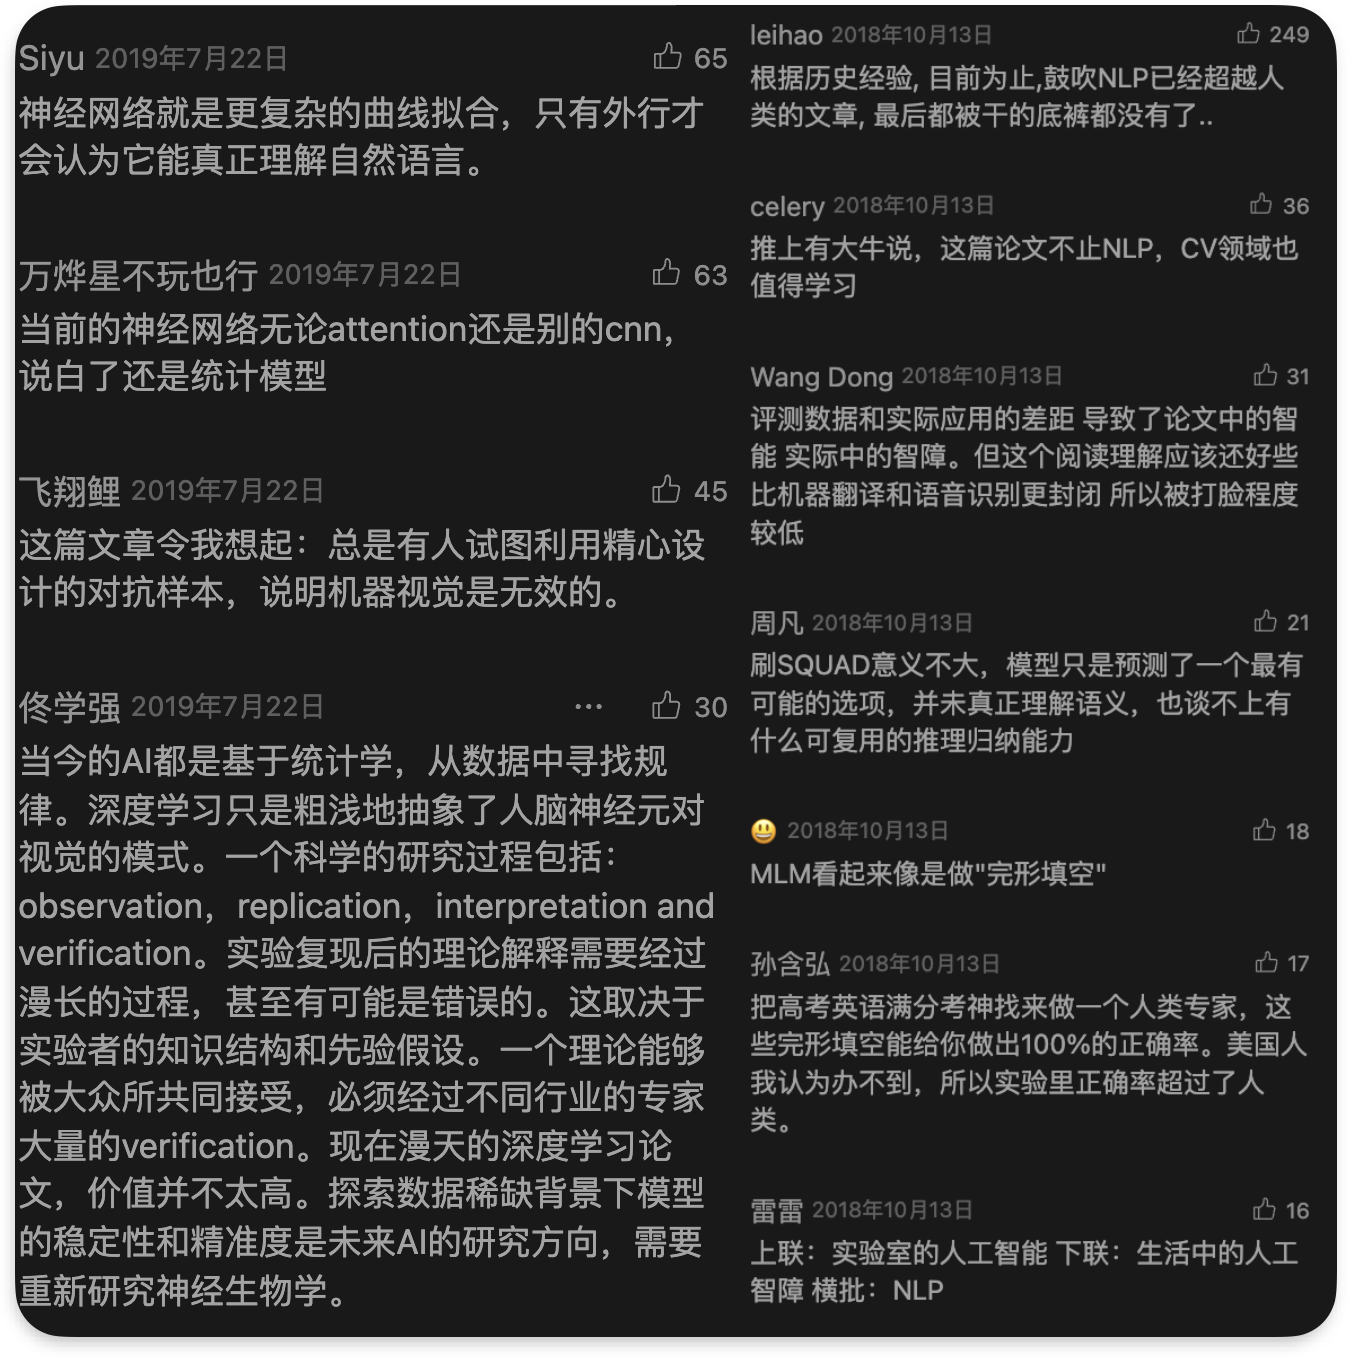 Siyu 2019年7月22日 65
神经网络就是更复杂的曲线拟合，只有外行才
会认为它能真正理解自然语言。
万烨星不玩也行 2019年7月22日 63
当前的神经网络无论attention还是别的cnn，
说白了还是统计模型
飞翔鲤 2019年7月22日 45
这篇文章令我想起：总是有人试图利用精心设
计的对抗样本，说明机器视觉是无效的。
佟学强 2019年7月22日 ··· 30
当今的AI都是基于统计学，从数据中寻找规
律。深度学习只是粗浅地抽象了人脑神经元对
视觉的模式。一个科学的研究过程包括：
observation，replication，interpretation and
verification。实验复现后的理论解释需要经过
漫长的过程，甚至有可能是错误的。这取决于
实验者的知识结构和先验假设。一个理论能够
被大众所共同接受，必须经过不同行业的专家
大量的verification。现在漫天的深度学习论
文，价值并不太高。探索数据稀缺背景下模型
的稳定性和精准度是未来AI的研究方向，需要
重新研究神经生物学。
leihao 2018年10月13日 249
根据历史经验, 目前为止,鼓吹NLP已经超越人
类的文章, 最后都被干的底裤都没有了..
celery 2018年10月13日 36
推上有大牛说，这篇论文不止NLP，CV领域也
值得学习
Wang Dong 2018年10月13日 31
评测数据和实际应用的差距 导致了论文中的智
能 实际中的智障。但这个阅读理解应该还好些
比机器翻译和语音识别更封闭 所以被打脸程度
较低
周凡 2018年10月13日 21
刷SQUAD意义不大，模型只是预测了一个最有
可能的选项，并未真正理解语义，也谈不上有
什么可复用的推理归纳能力
😃 2018年10月13日 18
MLM看起来像是做"完形填空"
孙含弘 2018年10月13日 17
把高考英语满分考神找来做一个人类专家，这
些完形填空能给你做出100%的正确率。美国人
我认为办不到，所以实验里正确率超过了人
类。
雷雷 2018年10月13日 16
上联：实验室的人工智能 下联：生活中的人工
智障 横批：NLP